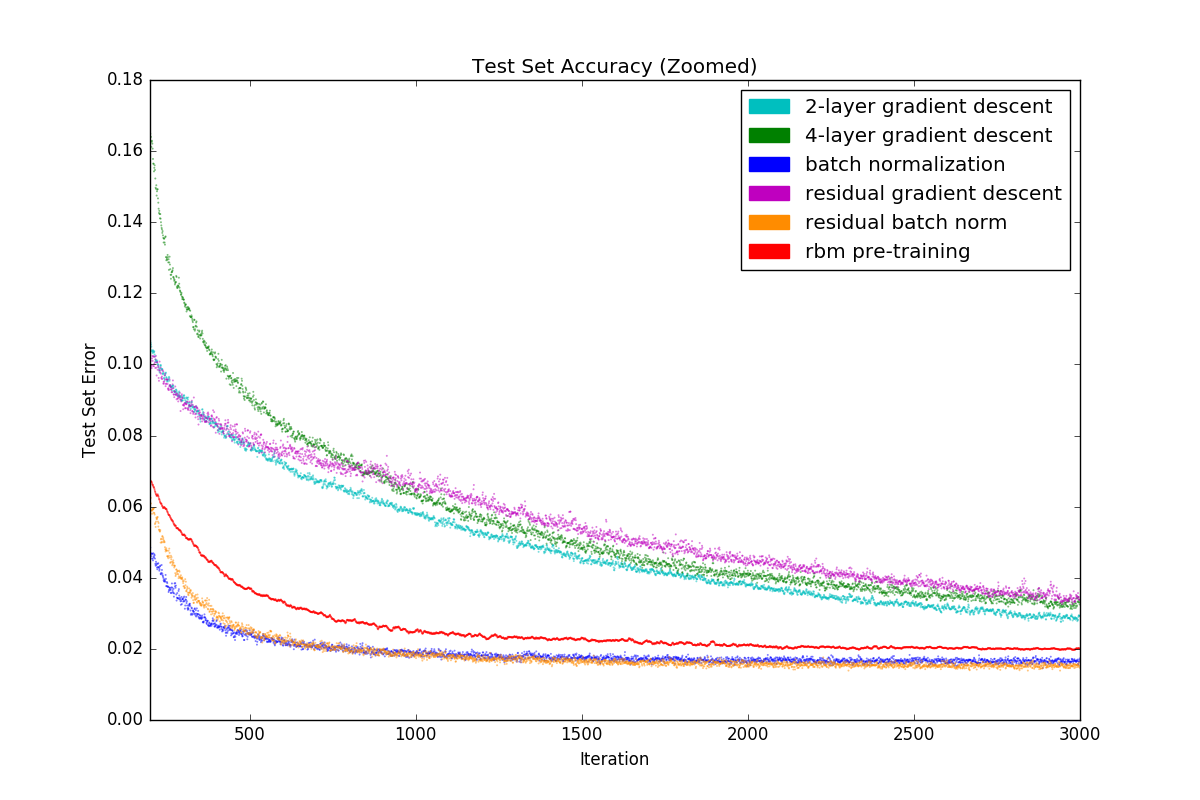 Test Set Accuracy (Zoomed)
0.18
0.16
0.14
0.12
0.10
0.08
0.06
0.04
0.02
0.00
Test Set Error
2-layer gradient descent
4-layer gradient descent
batch normalization
residual gradient descent
residual batch norm
rbm pre-training
500
1000
1500
2000
2500
3000
Iteration